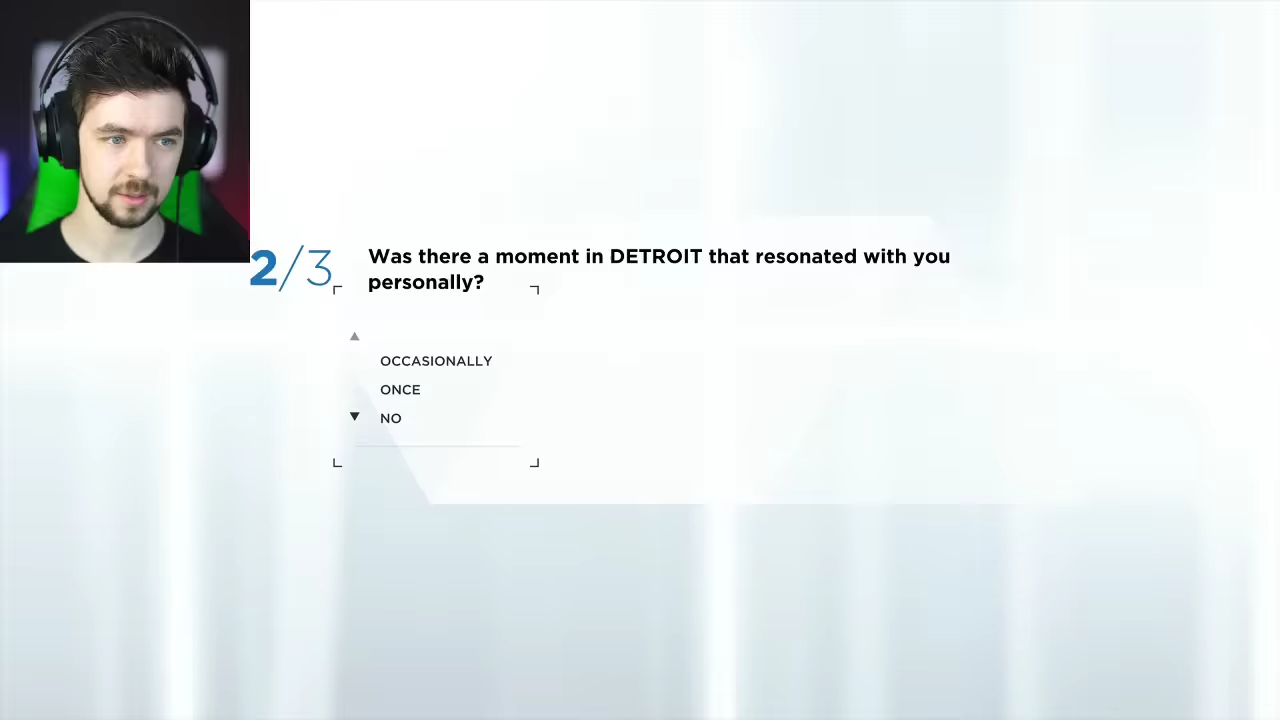 2/3
Was there a moment in DETROIT that resonated with you
personally?
OCCASIONALLY
ONCE
NO